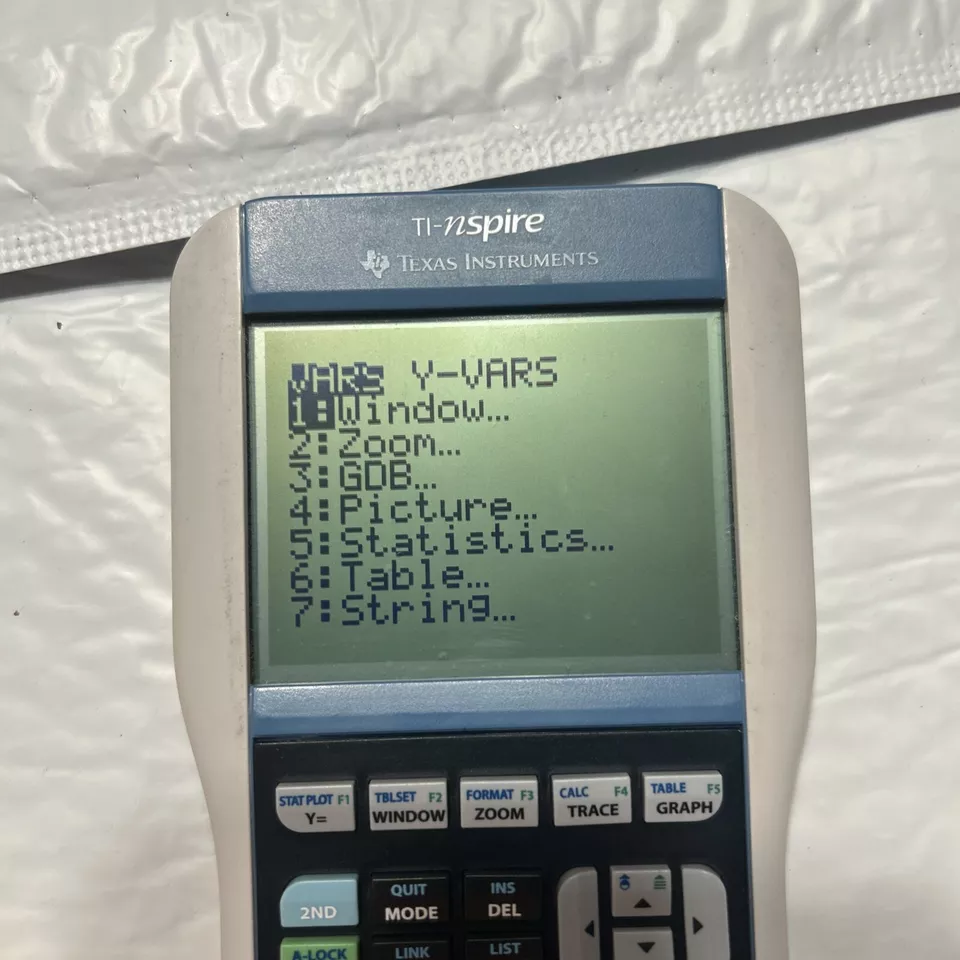 TI-nspire
TEXAS INSTRUMENTS
VARS Y-VARS
1:Window…
2:Zoom…
3:GDB…
4:Picture…
5:Statistics…
6:Table…
7:String…
STAT PLOT F1 TBLSET F2 FORMAT F3 CALC F4 TABLE F5
Y= WINDOW ZOOM TRACE GRAPH
QUIT INS
2ND MODE DEL
A-LOCK LINK LIST